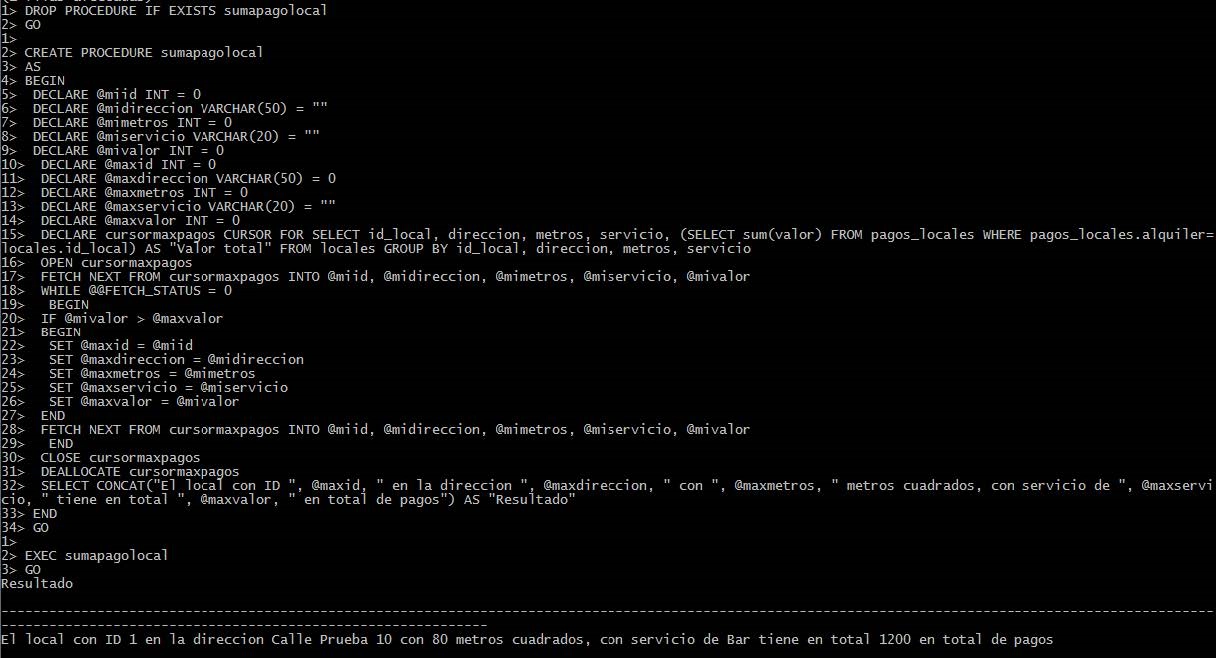 1> DROP PROCEDURE IF EXISTS sumapagolocal
2> GO
1>
2> CREATE PROCEDURE sumapagolocal
3> AS
4> BEGIN
5>  DECLARE @miid INT = 0
6>  DECLARE @midireccion VARCHAR(50) = ""
7>  DECLARE @mimetros INT = 0
8>  DECLARE @miservicio VARCHAR(20) = ""
9>  DECLARE @mivalor INT = 0
10>  DECLARE @maxid INT = 0
11>  DECLARE @maxdireccion VARCHAR(50) = 0
12>  DECLARE @maxmetros INT = 0
13>  DECLARE @maxservicio VARCHAR(20) = ""
14>  DECLARE @maxvalor INT = 0
15>  DECLARE cursormaxpagos CURSOR FOR SELECT id_local, direccion, metros, servicio, (SELECT sum(valor) FROM pagos_locales WHERE pagos_locales.alquiler=
locales.id_local) AS "Valor total" FROM locales GROUP BY id_local, direccion, metros, servicio
16>  OPEN cursormaxpagos
17>  FETCH NEXT FROM cursormaxpagos INTO @miid, @midireccion, @mimetros, @miservicio, @mivalor
18>  WHILE @@FETCH_STATUS = 0
19>   BEGIN
20>  IF @mivalor > @maxvalor
21>  BEGIN
22>   SET @maxid = @miid
23>   SET @maxdireccion = @midireccion
24>   SET @maxmetros = @mimetros
25>   SET @maxservicio = @miservicio
26>   SET @maxvalor = @mivalor
27>  END
28>  FETCH NEXT FROM cursormaxpagos INTO @miid, @midireccion, @mimetros, @miservicio, @mivalor
29>   END
30>  CLOSE cursormaxpagos
31>  DEALLOCATE cursormaxpagos
32>  SELECT CONCAT("El local con ID ", @maxid, " en la direccion ", @maxdireccion, " con ", @maxmetros, " metros cuadrados, con servicio de ", @maxservi
cio, " tiene en total ", @maxvalor, " en total de pagos") AS "Resultado"
33> END
34> GO
1>
2> EXEC sumapagolocal
3> GO
Resultado
-------------------------------------------------------------------------------------------------------------------------------------------------------
-------------------------------------------------------------
El local con ID 1 en la direccion Calle Prueba 10 con 80 metros cuadrados, con servicio de Bar tiene en total 1200 en total de pagos